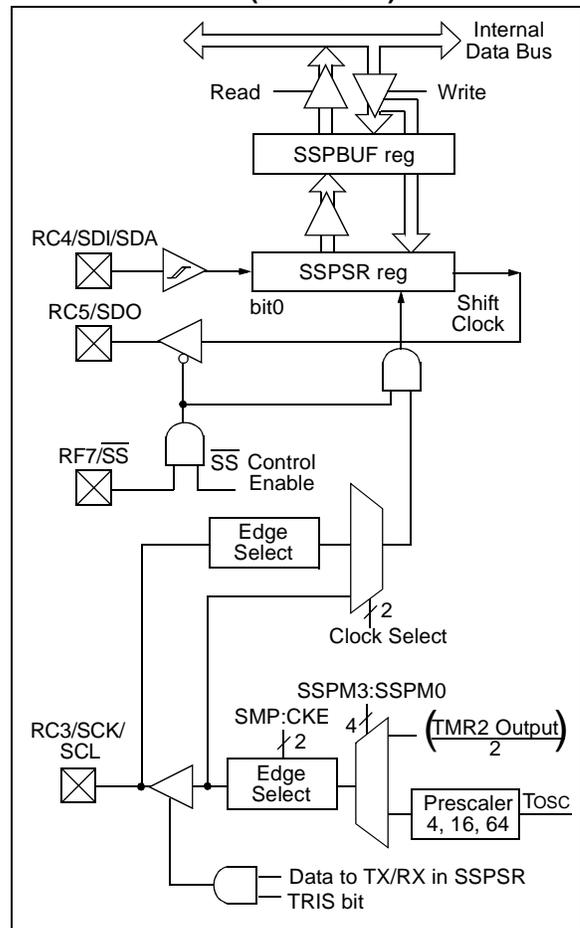 Internal
Data Bus
Read
Write
SSPBUF reg
RC4/SDI/SDA
SSPSR reg
bit0
Shift
Clock
RC5/SDO
RF7/SS
SS Control
Enable
Edge
Select
2
Clock Select
SSPM3:SSPM0
SMP:CKE
4
(TMR2 Output)
2
RC3/SCK/
SCL
2
Edge
Select
Prescaler
4, 16, 64
TOSC
Data to TX/RX in SSPSR
TRIS bit